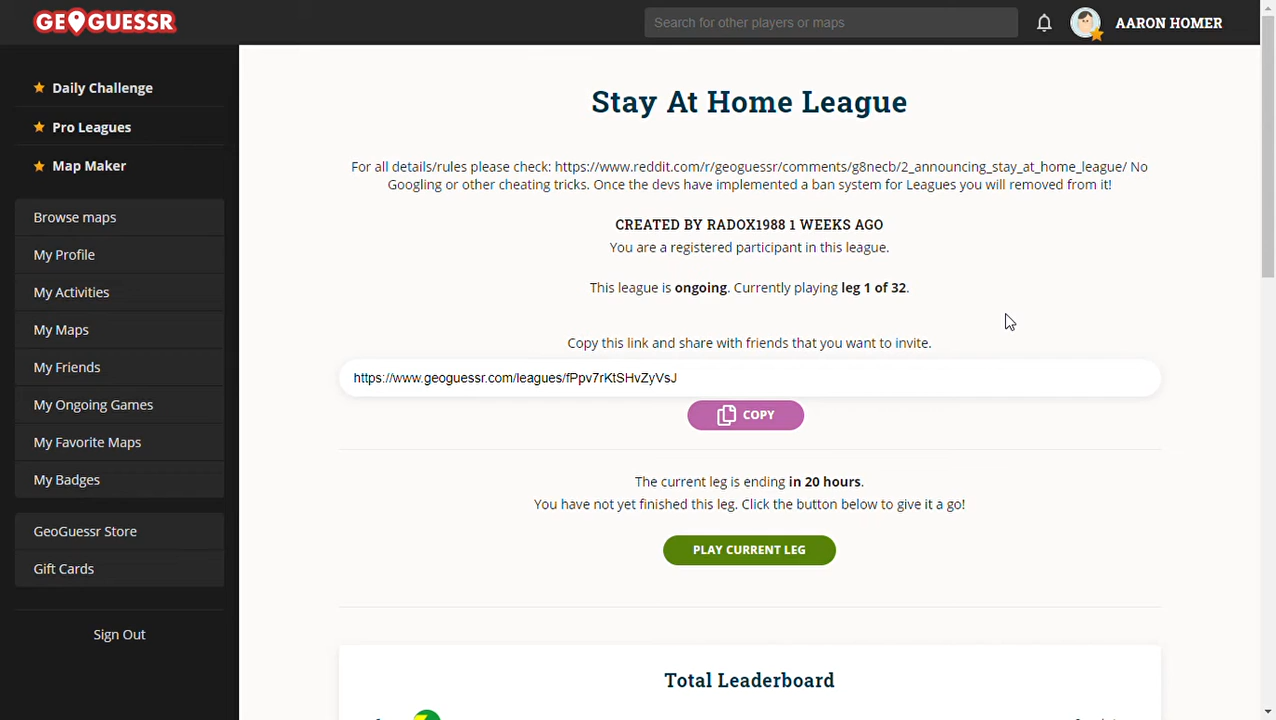 GEOGUESSR
Search for other players or maps
AARON HOMER
Daily Challenge
Pro Leagues
Map Maker
Browse maps
My Profile
My Activities
My Maps
My Friends
My Ongoing Games
My Favorite Maps
My Badges
GeoGuessr Store
Gift Cards
Sign Out
Stay At Home League
For all details/rules please check: https://www.reddit.com/r/geoguessr/comments/g8necb/2_announcing_stay_at_home_league/ No
Googling or other cheating tricks. Once the devs have implemented a ban system for Leagues you will removed from it!
CREATED BY RADOX1988 1 WEEKS AGO
You are a registered participant in this league.
This league is ongoing. Currently playing leg 1 of 32.
Copy this link and share with friends that you want to invite.
https://www.geoguessr.com/leagues/fPpv7rKtSHvZyVsJ
COPY
The current leg is ending in 20 hours.
You have not yet finished this leg. Click the button below to give it a go!
PLAY CURRENT LEG
Total Leaderboard